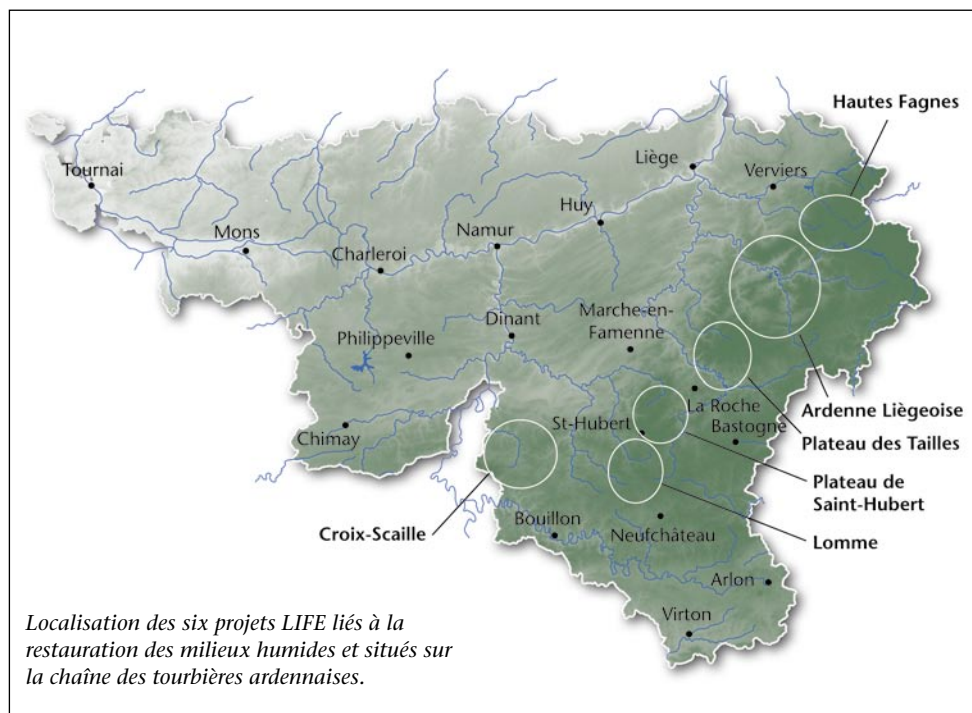 Hautes Fagnes
Liège
Verviers
Tournai
Huy
Mons
Namur
Charleroi
Dinant
Marche-en-
Famenne
Philippeville
La Roche
Ardenne Liègeoise
St-Hubert
Bastogne
Chimay
Plateau des Tailles
Plateau de
Saint-Hubert
Croix-Scaille
Bouillon
Neufchâteau
Lomme
Arlon
Virton
Localisation des six projets LIFE liés à la
restauration des milieux humides et situés sur
la chaîne des tourbières ardennaises.